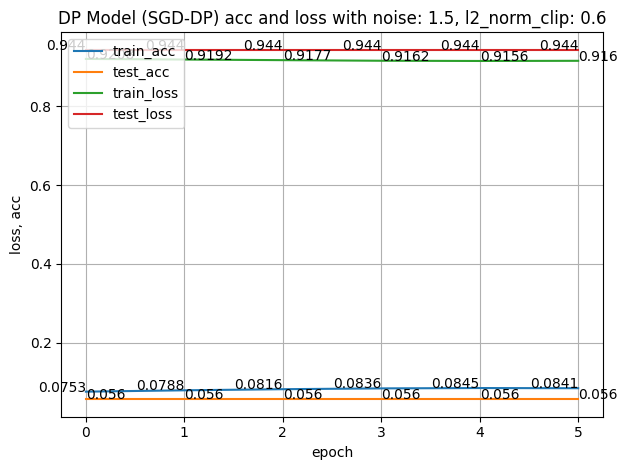 DP Model (SGD-DP) acc and loss with noise: 1.5, l2_norm_clip: 0.6
0.944 0.944 0.944 0.944 0.944 0.944
0.9192 0.9177 0.9162 0.9156 0.916
train_acc
test_acc
train_loss
test_loss
0.8
0.6
0.4
0.2
loss, acc
0.0753 0.0788 0.0816 0.0836 0.0845 0.0841
0.056 0.056 0.056 0.056 0.056 0.056
0 1 2 3 4 5
epoch